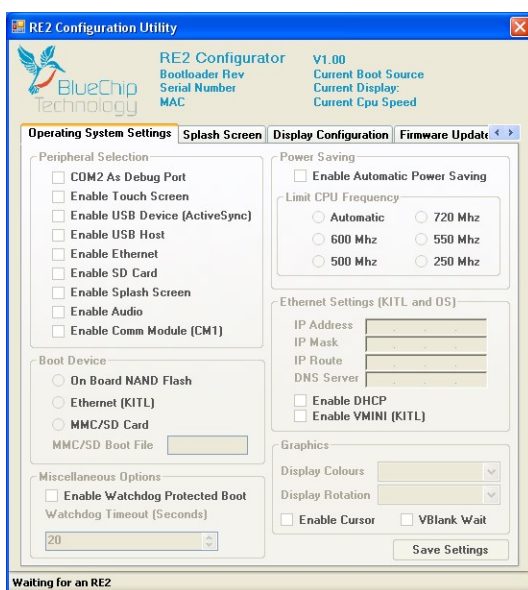 RE2 Configuration Utility
BlueChip
Technology
RE2 Configurator V1.00
Bootloader Rev Current Boot Source
Serial Number Current Display:
MAC Current Cpu Speed
Operating System Settings Splash Screen Display Configuration Firmware Update
Peripheral Selection
COM2 As Debug Port
Enable Touch Screen
Enable USB Device (ActiveSync)
Enable USB Host
Enable Ethernet
Enable SD Card
Enable Splash Screen
Enable Audio
Enable Comm Module (CM1)
Boot Device
On Board NAND Flash
Ethernet (KITL)
MMC/SD Card
MMC/SD Boot File
Miscellaneous Options
Enable Watchdog Protected Boot
Watchdog Timeout (Seconds)
20
Power Saving
Enable Automatic Power Saving
Limit CPU Frequency
Automatic 720 Mhz
600 Mhz 550 Mhz
500 Mhz 250 Mhz
Ethernet Settings (KITL and OS)
IP Address
IP Mask
IP Route
DNS Server
Enable DHCP
Enable VMINI (KITL)
Graphics
Display Colours
Display Rotation
Enable Cursor VBlank Wait
Save Settings
Waiting for an RE2